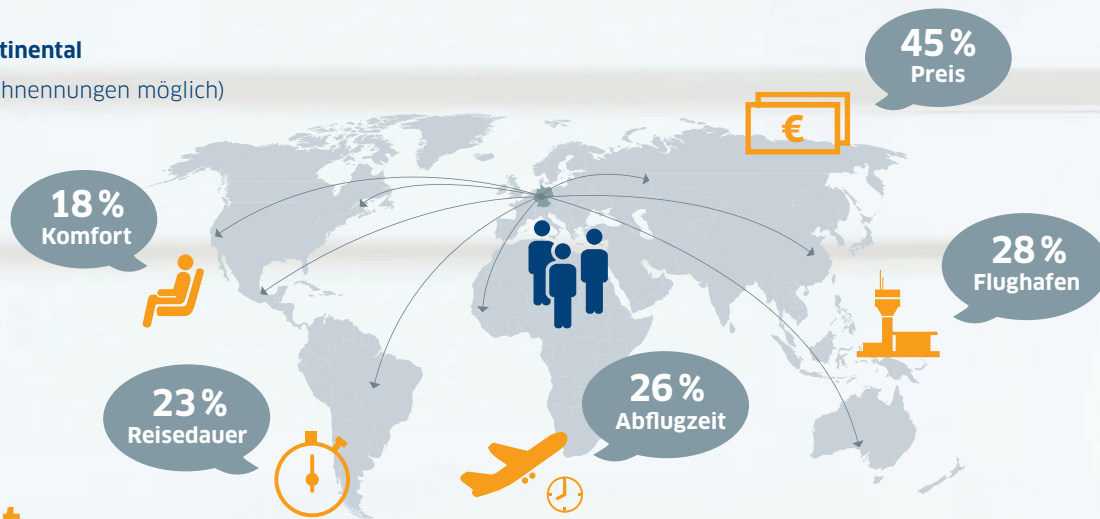 tinental
hnennungen möglich)
45 %
Preis
18 %
Komfort
28 %
Flughafen
23 %
Reisedauer
26 %
Abflugzeit
€